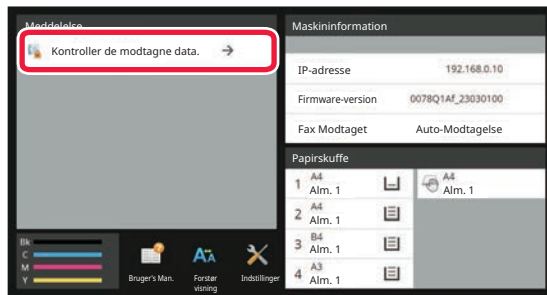 Meddelelse
Kontroller de modtagne data.
Maskininformation
IP-adresse 192.168.0.10
Firmware-version 0078Q1Af_23030100
Fax Modtaget Auto-Modtagelse
Papirskuffe
1 A4
Alm. 1
A4
Alm. 1
2 A4
Alm. 1
3 B4
Alm. 1
4 A3
Alm. 1
Bk
C
M
Y
Bruger's Man.
Forstør
visning
Indstillinger